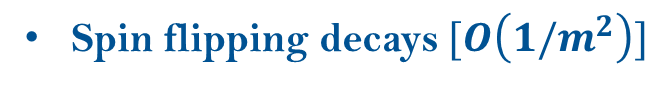 • Spin flipping decays [O(1/m²)]